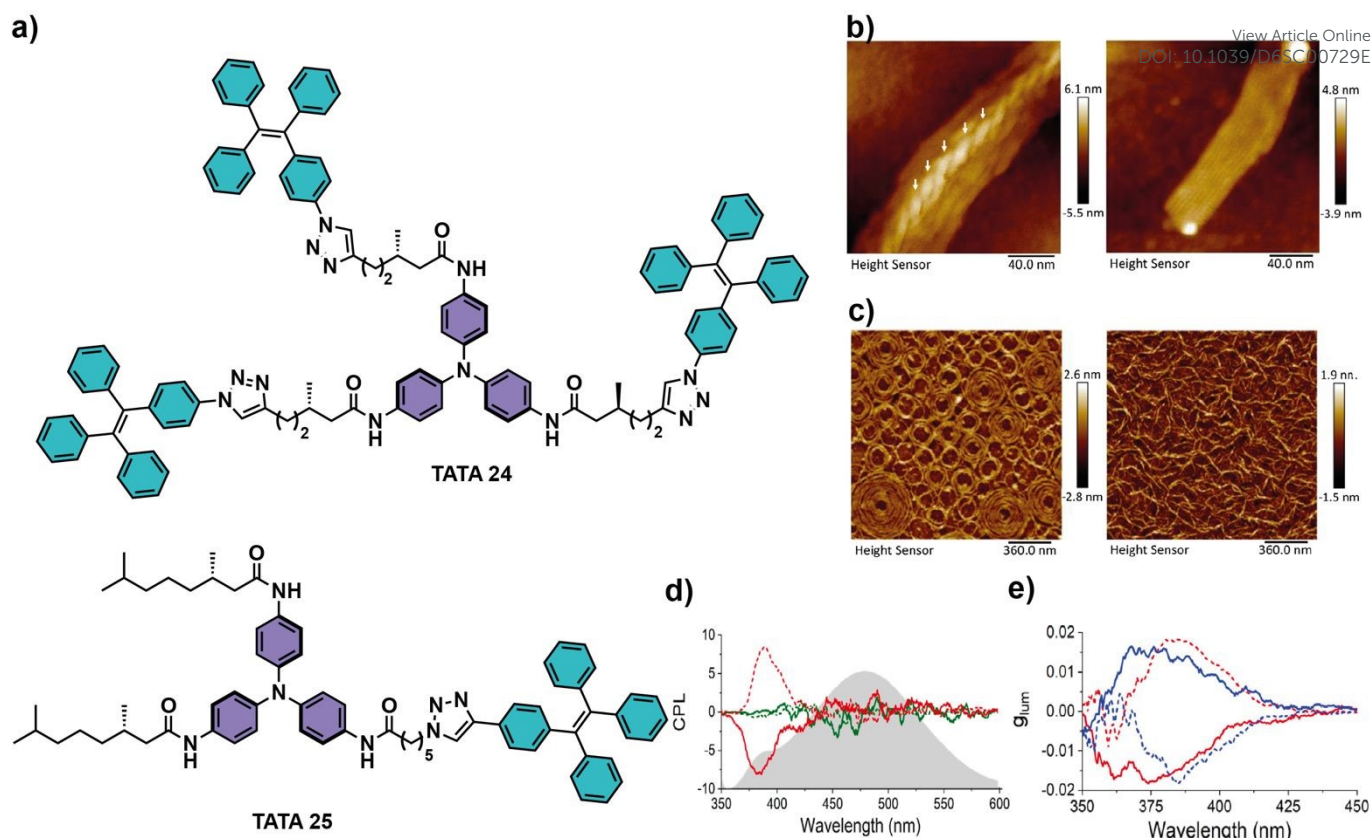 a)
N
N
N
2
O
NH
N
N
N
2
O
N
H
N
O
N
H
2
N
N
N
TATA 24
O
NH
O
N
H
N
O
N
H
5
N
N
N
TATA 25
b)
View Article Online
DOI: 10.1039/D6SC00729E
6.1 nm
-5.5 nm
4.8 nm
-3.9 nm
Height Sensor
40.0 nm
Height Sensor
40.0 nm
c)
2.6 nm
-2.8 nm
1.9 nm.
-1.5 nm
Height Sensor
360.0 nm
Height Sensor
360.0 nm
d)
CPL
10
5
0
-5
-10
350 400 450 500 550 600
Wavelength (nm)
e)
glum
0.02
0.01
0.00
-0.01
-0.02
350 375 400 425 450
Wavelength (nm)